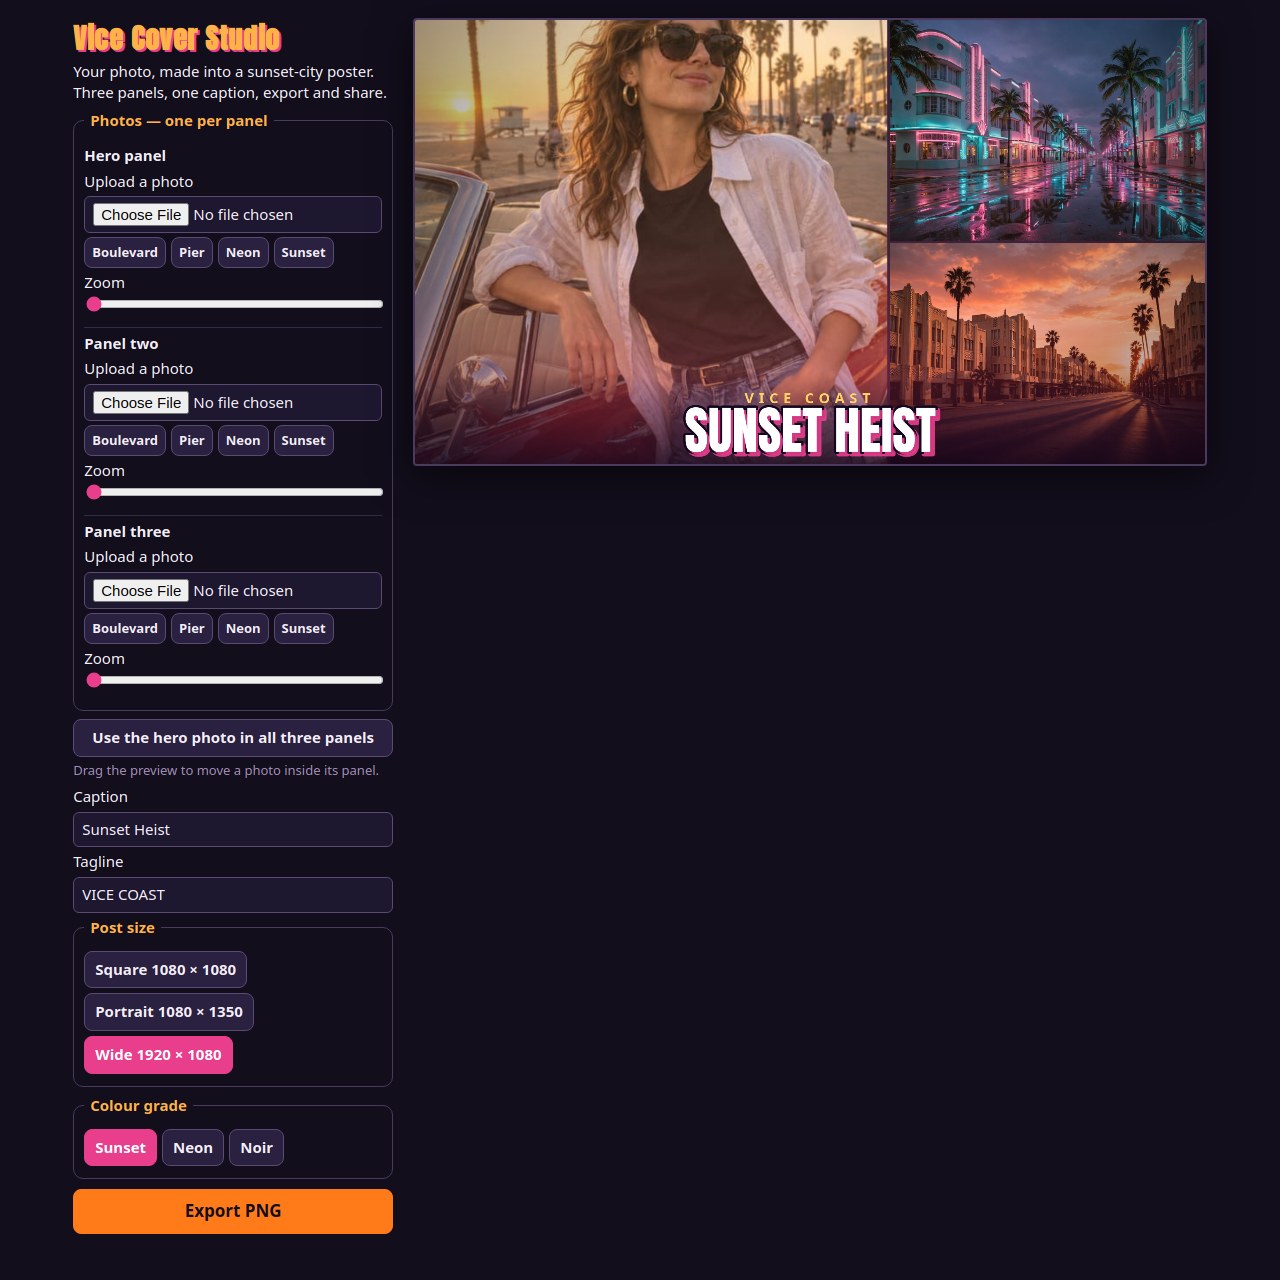 Vice Cover Studio
Your photo, made into a sunset-city poster.
Three panels, one caption, export and share.
Photos — one per panel
Hero panel
Upload a photo
Choose File No file chosen
Boulevard Pier Neon Sunset
Zoom
Panel two
Upload a photo
Choose File No file chosen
Boulevard Pier Neon Sunset
Zoom
Panel three
Upload a photo
Choose File No file chosen
Boulevard Pier Neon Sunset
Zoom
Use the hero photo in all three panels
Drag the preview to move a photo inside its panel.
Caption
Sunset Heist
Tagline
VICE COAST
Post size
Square 1080 × 1080
Portrait 1080 × 1350
Wide 1920 × 1080
Colour grade
Sunset Neon Noir
Export PNG
VICE COAST
SUNSET HEIST